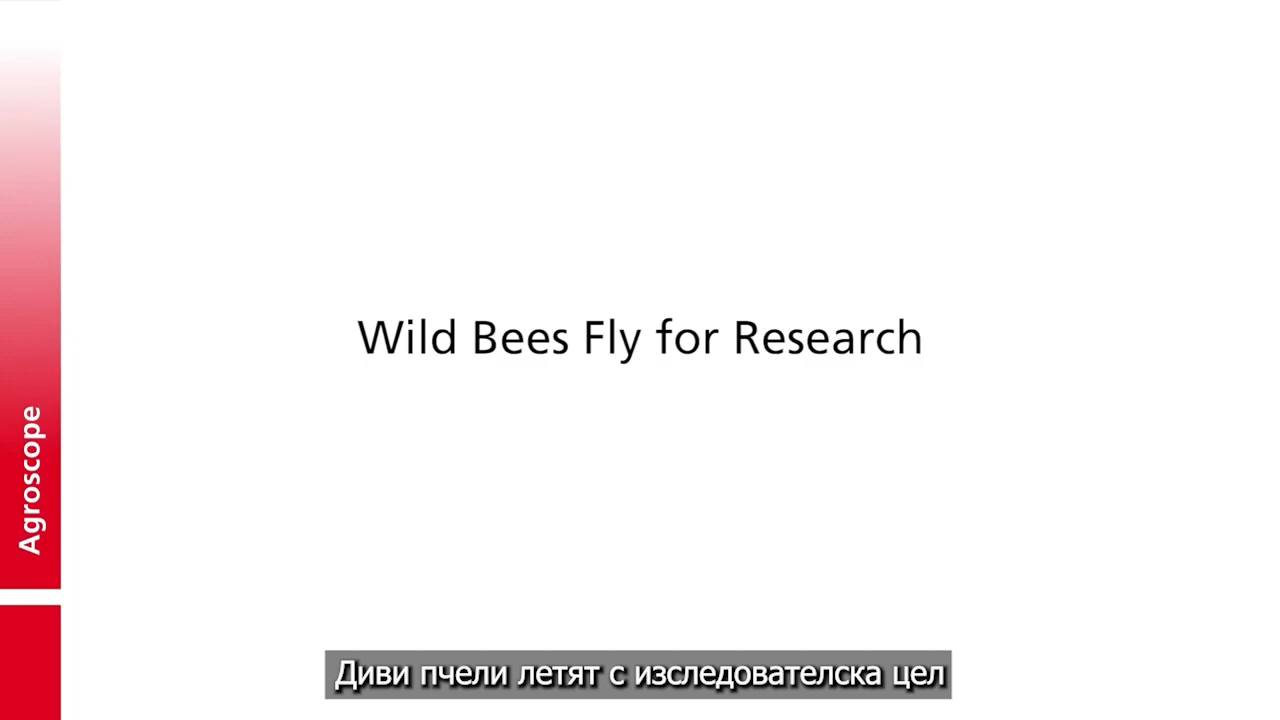 Wild Bees Fly for Research
Agroscope
Диви пчели летят с изследователска цел